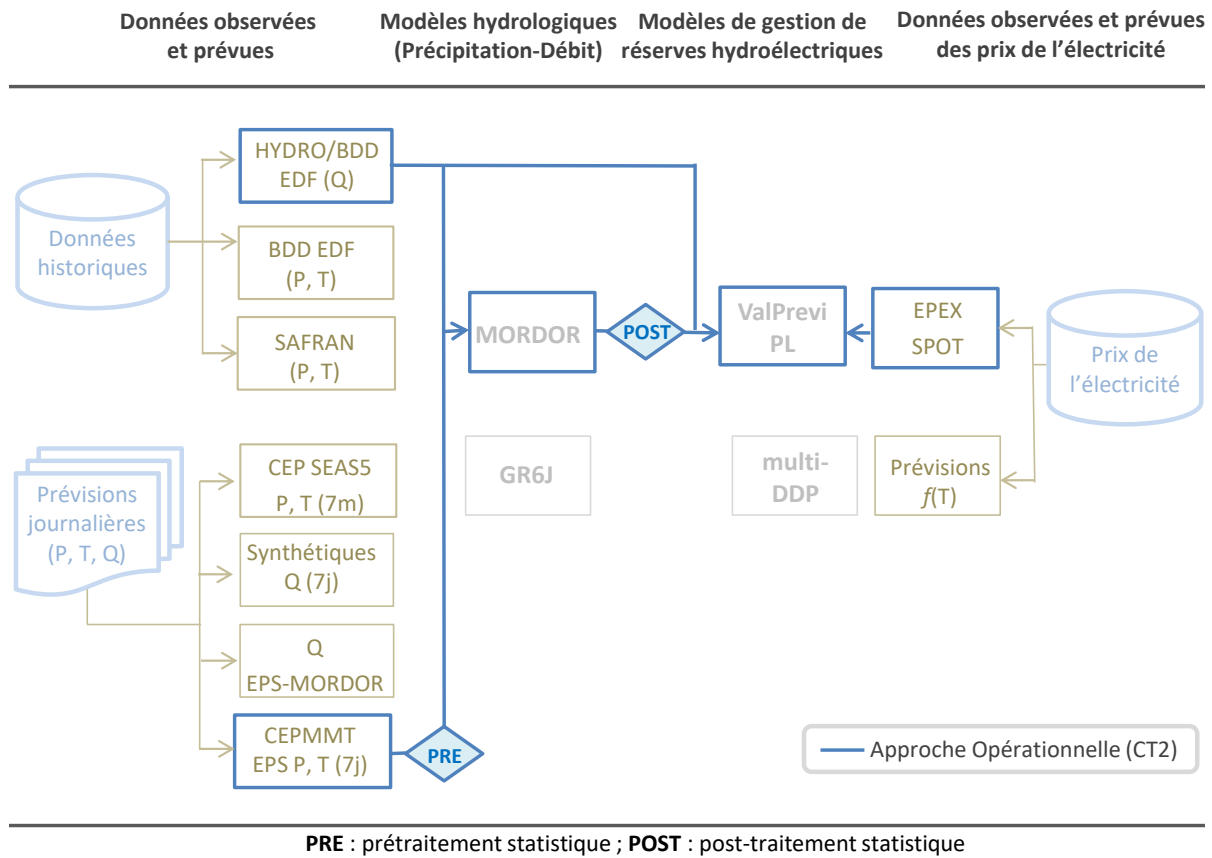 Données observées
et prévues
Modèles hydrologiques
(Précipitation-Débit)
Modèles de gestion de
réserves hydroélectriques
Données observées et prévues
des prix de l'électricité
Données
historiques
HYDRO/BDD
EDF (Q)
BDD EDF
(P, T)
SAFRAN
(P, T)
MORDOR
POST
ValPrevi
PL
EPEX
SPOT
Prix de
l'électricité
Prévisions
journalières
(P, T, Q)
CEP SEAS5
P, T (7m)
Synthétiques
Q (7j)
Q
EPS-MORDOR
CEPMMT
EPS P, T (7j)
PRE
GR6J
multi-
DDP
Prévisions
f(T)
Approche Opérationnelle (CT2)
PRE : prétraitement statistique ; POST : post-traitement statistique